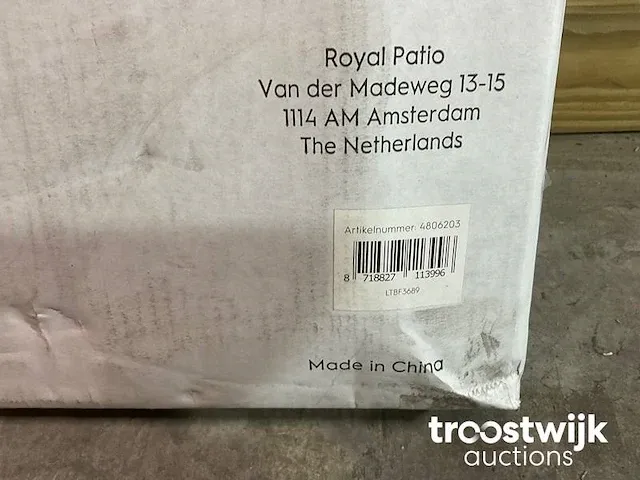 Royal Patio
Van der Madeweg 13-15
1114 AM Amsterdam
The Netherlands
Artikelnummer: 4806203
8 718827 113996
LTBF3689
Made in China
troostwijk
auctions